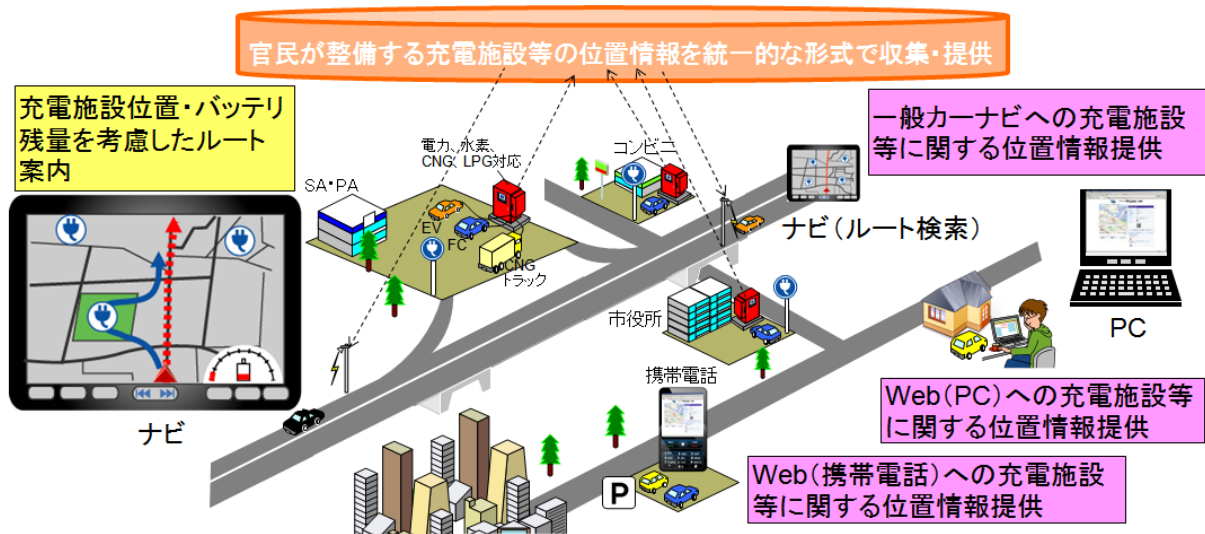 官民が整備する充電施設等の位置情報を統一的な形式で収集・提供
充電施設位置・バッテリ
残量を考慮したルート
案内
一般カーナビへの充電施設
等に関する位置情報提供
電力、水素、
CNG、LPG対応
コンビニ
SA・PA
EV
FC
CNG
トラック
ナビ(ルート検索)
市役所
PC
携帯電話
ナビ
Web(PC)への充電施設等
に関する位置情報提供
P
Web(携帯電話)への充電施設
等に関する位置情報提供